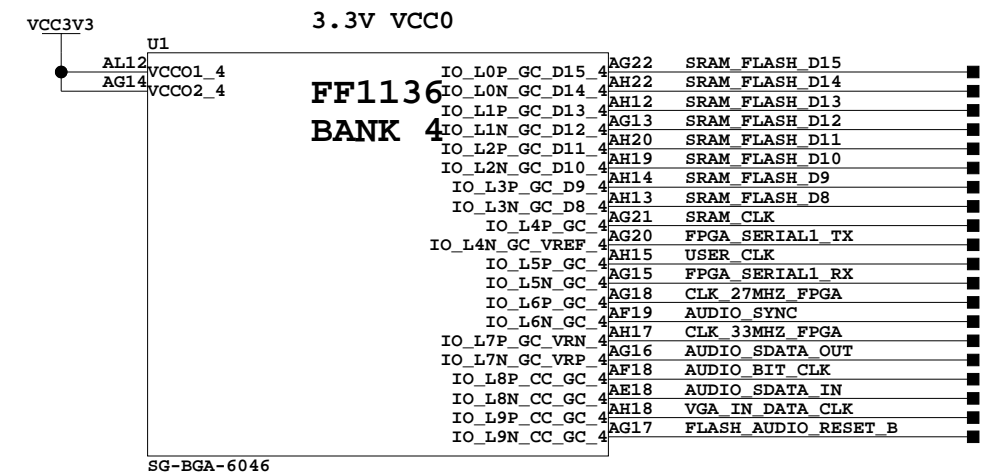 3.3V VCC0
VCC3V3
U1
AL12 VCCO1_4
AG14 VCCO2_4
FF1136
BANK 4
IO_L0P_GC_D15_4 AG22 SRAM_FLASH_D15
IO_L0N_GC_D14_4 AH22 SRAM_FLASH_D14
IO_L1P_GC_D13_4 AH12 SRAM_FLASH_D13
IO_L1N_GC_D12_4 AG13 SRAM_FLASH_D12
IO_L2P_GC_D11_4 AH20 SRAM_FLASH_D11
IO_L2N_GC_D10_4 AH19 SRAM_FLASH_D10
IO_L3P_GC_D9_4 AH14 SRAM_FLASH_D9
IO_L3N_GC_D8_4 AH13 SRAM_FLASH_D8
IO_L4P_GC_4 AG21 SRAM_CLK
IO_L4N_GC_VREF_4 AG20 FPGA_SERIAL1_TX
IO_L5P_GC_4 AH15 USER_CLK
IO_L5N_GC_4 AG15 FPGA_SERIAL1_RX
IO_L6P_GC_4 AG18 CLK_27MHZ_FPGA
IO_L6N_GC_4 AF19 AUDIO_SYNC
IO_L7P_GC_VRN_4 AH17 CLK_33MHZ_FPGA
IO_L7N_GC_VRP_4 AG16 AUDIO_SDATA_OUT
IO_L8P_CC_GC_4 AF18 AUDIO_BIT_CLK
IO_L8N_CC_GC_4 AE18 AUDIO_SDATA_IN
IO_L9P_CC_GC_4 AH18 VGA_IN_DATA_CLK
IO_L9N_CC_GC_4 AG17 FLASH_AUDIO_RESET_B
SG-BGA-6046